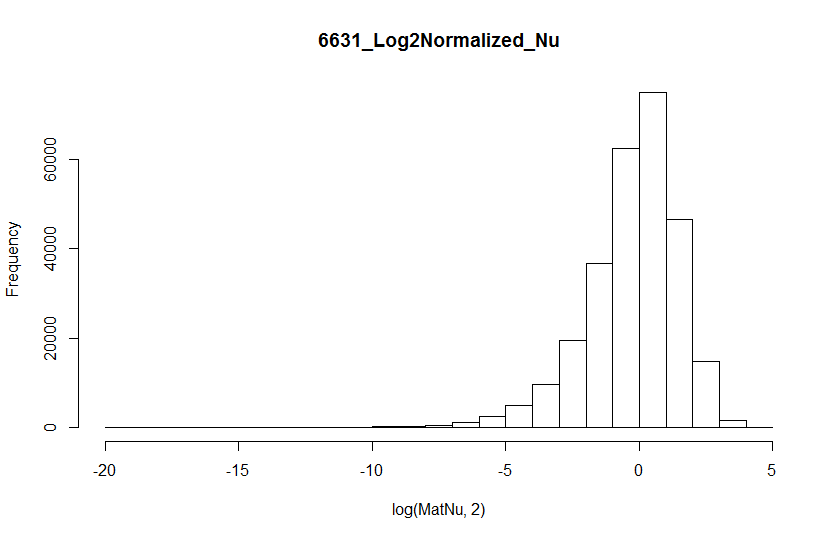 6631_Log2Normalized_Nu
Frequency
60000
40000
20000
0
-20 -15 -10 -5 0 5
log(MatNu, 2)